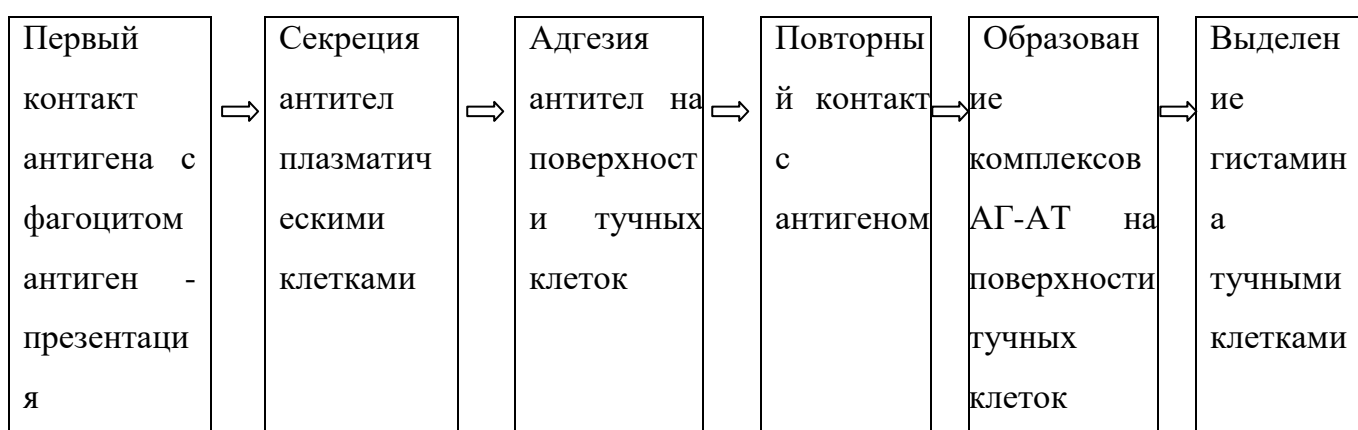 Первый
контакт
антигена с
фагоцитом
антиген -
презентаци
я
Секреция
антител
плазматич
ескими
клетками
Адгезия
антител на
поверхност
и тучных
клеток
Повторны
й контакт
с
антигеном
Образован
ие
комплексов
АГ-АТ на
поверхности
тучных
клеток
Выделен
ие
гистамин
а
тучными
клетками